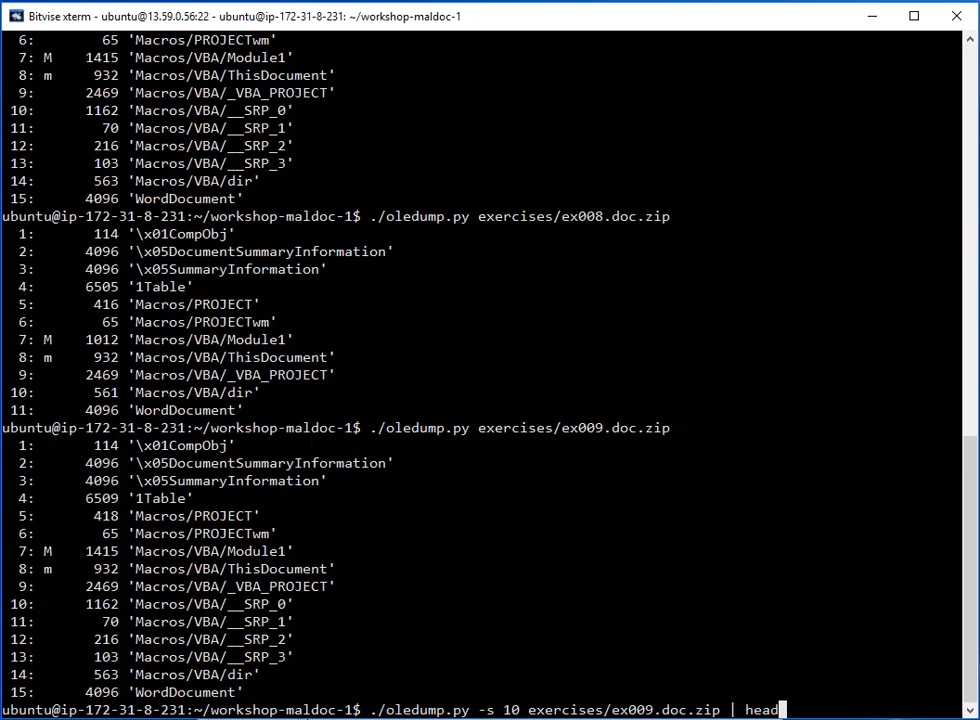 Bitvise xterm - ubuntu@13.59.0.56:22 - ubuntu@ip-172-31-8-231: ~/workshop-maldoc-1
6: 65 'Macros/PROJECTwm'
7: M 1415 'Macros/VBA/Module1'
8: m 932 'Macros/VBA/ThisDocument'
9: 2469 'Macros/VBA/_VBA_PROJECT'
10: 1162 'Macros/VBA/__SRP_0'
11: 70 'Macros/VBA/__SRP_1'
12: 216 'Macros/VBA/__SRP_2'
13: 103 'Macros/VBA/__SRP_3'
14: 563 'Macros/VBA/dir'
15: 4096 'WordDocument'
ubuntu@ip-172-31-8-231:~/workshop-maldoc-1$ ./oledump.py exercises/ex008.doc.zip
1: 114 '\x01CompObj'
2: 4096 '\x05DocumentSummaryInformation'
3: 4096 '\x05SummaryInformation'
4: 6505 '1Table'
5: 416 'Macros/PROJECT'
6: 65 'Macros/PROJECTwm'
7: M 1012 'Macros/VBA/Module1'
8: m 932 'Macros/VBA/ThisDocument'
9: 2469 'Macros/VBA/_VBA_PROJECT'
10: 561 'Macros/VBA/dir'
11: 4096 'WordDocument'
ubuntu@ip-172-31-8-231:~/workshop-maldoc-1$ ./oledump.py exercises/ex009.doc.zip
1: 114 '\x01CompObj'
2: 4096 '\x05DocumentSummaryInformation'
3: 4096 '\x05SummaryInformation'
4: 6509 '1Table'
5: 418 'Macros/PROJECT'
6: 65 'Macros/PROJECTwm'
7: M 1415 'Macros/VBA/Module1'
8: m 932 'Macros/VBA/ThisDocument'
9: 2469 'Macros/VBA/_VBA_PROJECT'
10: 1162 'Macros/VBA/__SRP_0'
11: 70 'Macros/VBA/__SRP_1'
12: 216 'Macros/VBA/__SRP_2'
13: 103 'Macros/VBA/__SRP_3'
14: 563 'Macros/VBA/dir'
15: 4096 'WordDocument'
ubuntu@ip-172-31-8-231:~/workshop-maldoc-1$ ./oledump.py -s 10 exercises/ex009.doc.zip | head